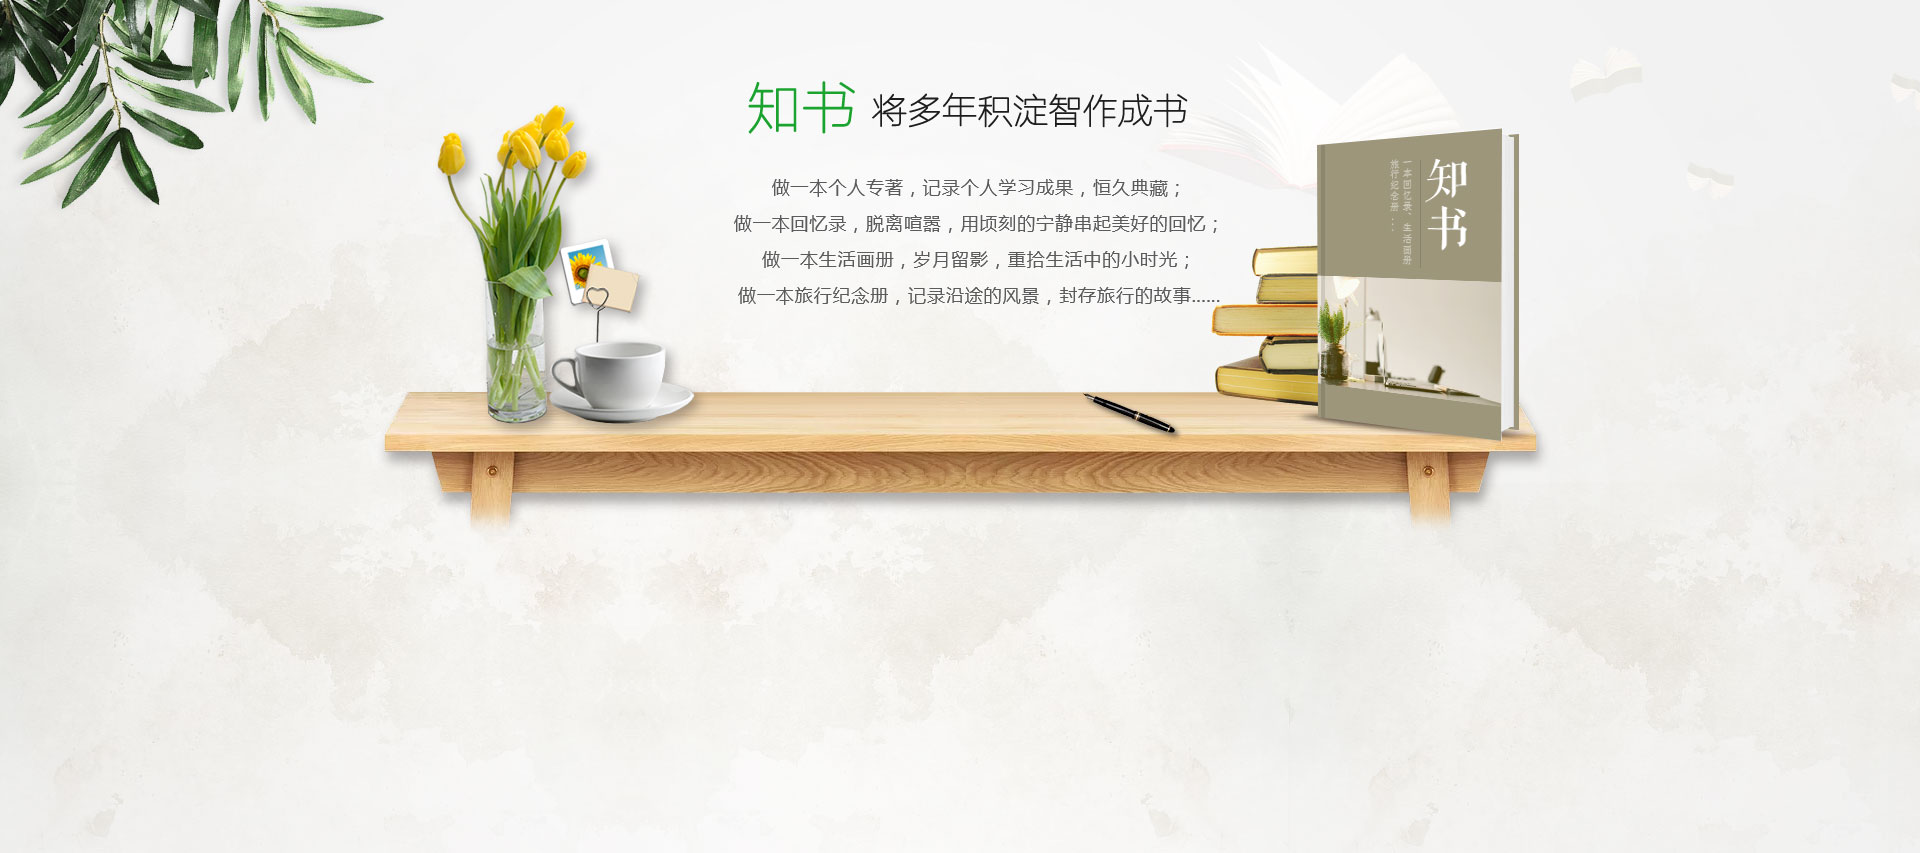 知书 将多年积淀智作成书
做一本个人专著，记录个人学习成果，恒久典藏；
做一本回忆录，脱离喧嚣，用顷刻的宁静串起美好的回忆；
做一本生活画册，岁月留影，重拾生活中的小时光；
做一本旅行纪念册，记录沿途的风景，封存旅行的故事......
知书
一本回忆录、生活画册
旅行纪念册...